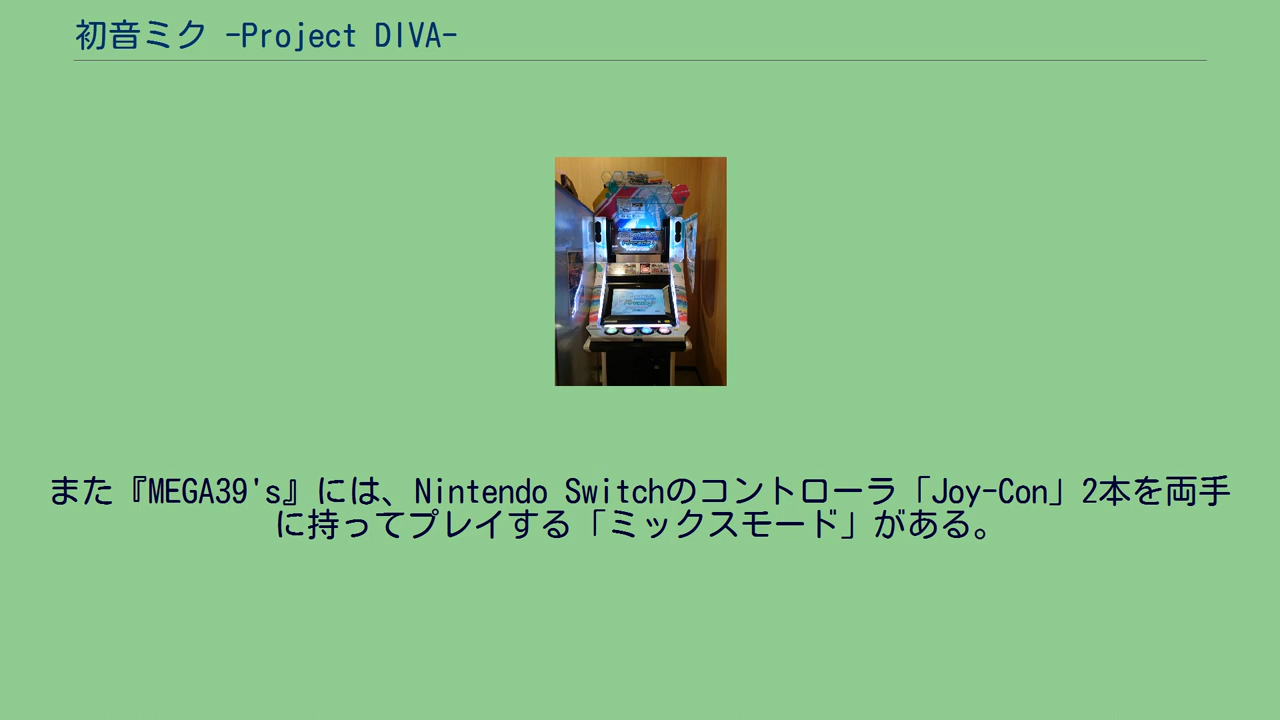 初音ミク -Project DIVA-
また『MEGA39's』には、Nintendo Switchのコントローラ「Joy-Con」2本を両手
に持ってプレイする「ミックスモード」がある。